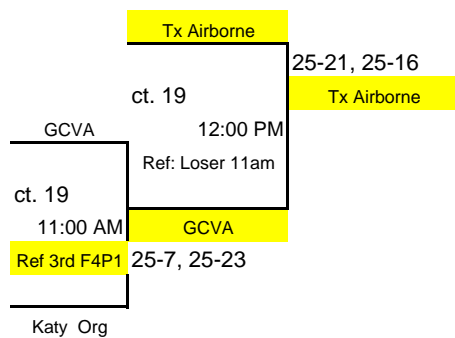 Tx Airborne
25-21, 25-16
ct. 19
Tx Airborne
GCVA
12:00 PM
Ref: Loser 11am
ct. 19
11:00 AM
GCVA
Ref 3rd F4P1
25-7, 25-23
Katy Org